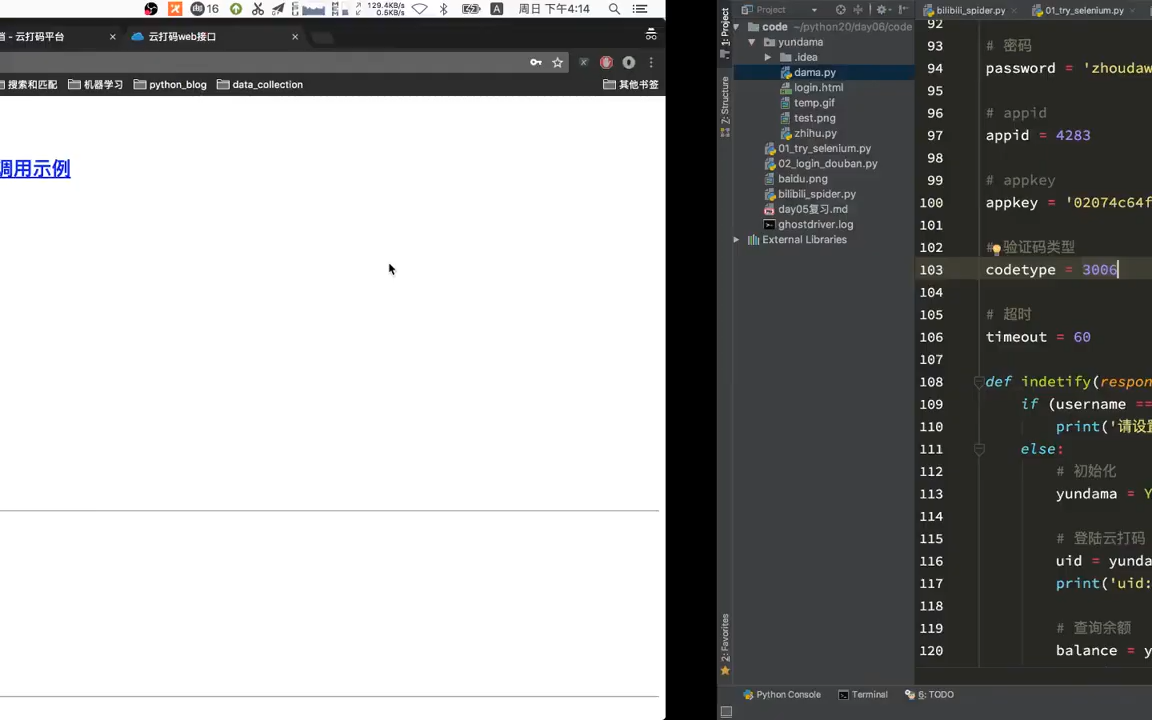 16
129.4KB/s
0.6KB/s
A
周日 下午4:14
- 云打码平台
云打码web接口
搜索和匹配
机器学习
python_blog
data_collection
其他书签
调用示例
1: Project
Z: Structure
2: Favorites
Project
code ~/python20/day06/code
yundama
.idea
dama.py
login.html
temp.gif
test.png
zhihu.py
01_try_selenium.py
02_login_douban.py
baidu.png
bilibili_spider.py
day05复习.md
ghostdriver.log
External Libraries
bilibili_spider.py
01_try_selenium.py
92
93 # 密码
94 password = 'zhoudaw
95
96 # appid
97 appid = 4283
98
99 # appkey
100 appkey = '02074c64f
101
102 # 验证码类型
103 codetype = 3006
104
105 # 超时
106 timeout = 60
107
108 def indetify(respon
109 if (username ==
110 print('请设
111 else:
112 # 初始化
113 yundama = Y
114
115 # 登陆云打码
116 uid = yunda
117 print('uid:
118
119 # 查询余额
120 balance = y
Python Console
Terminal
6: TODO